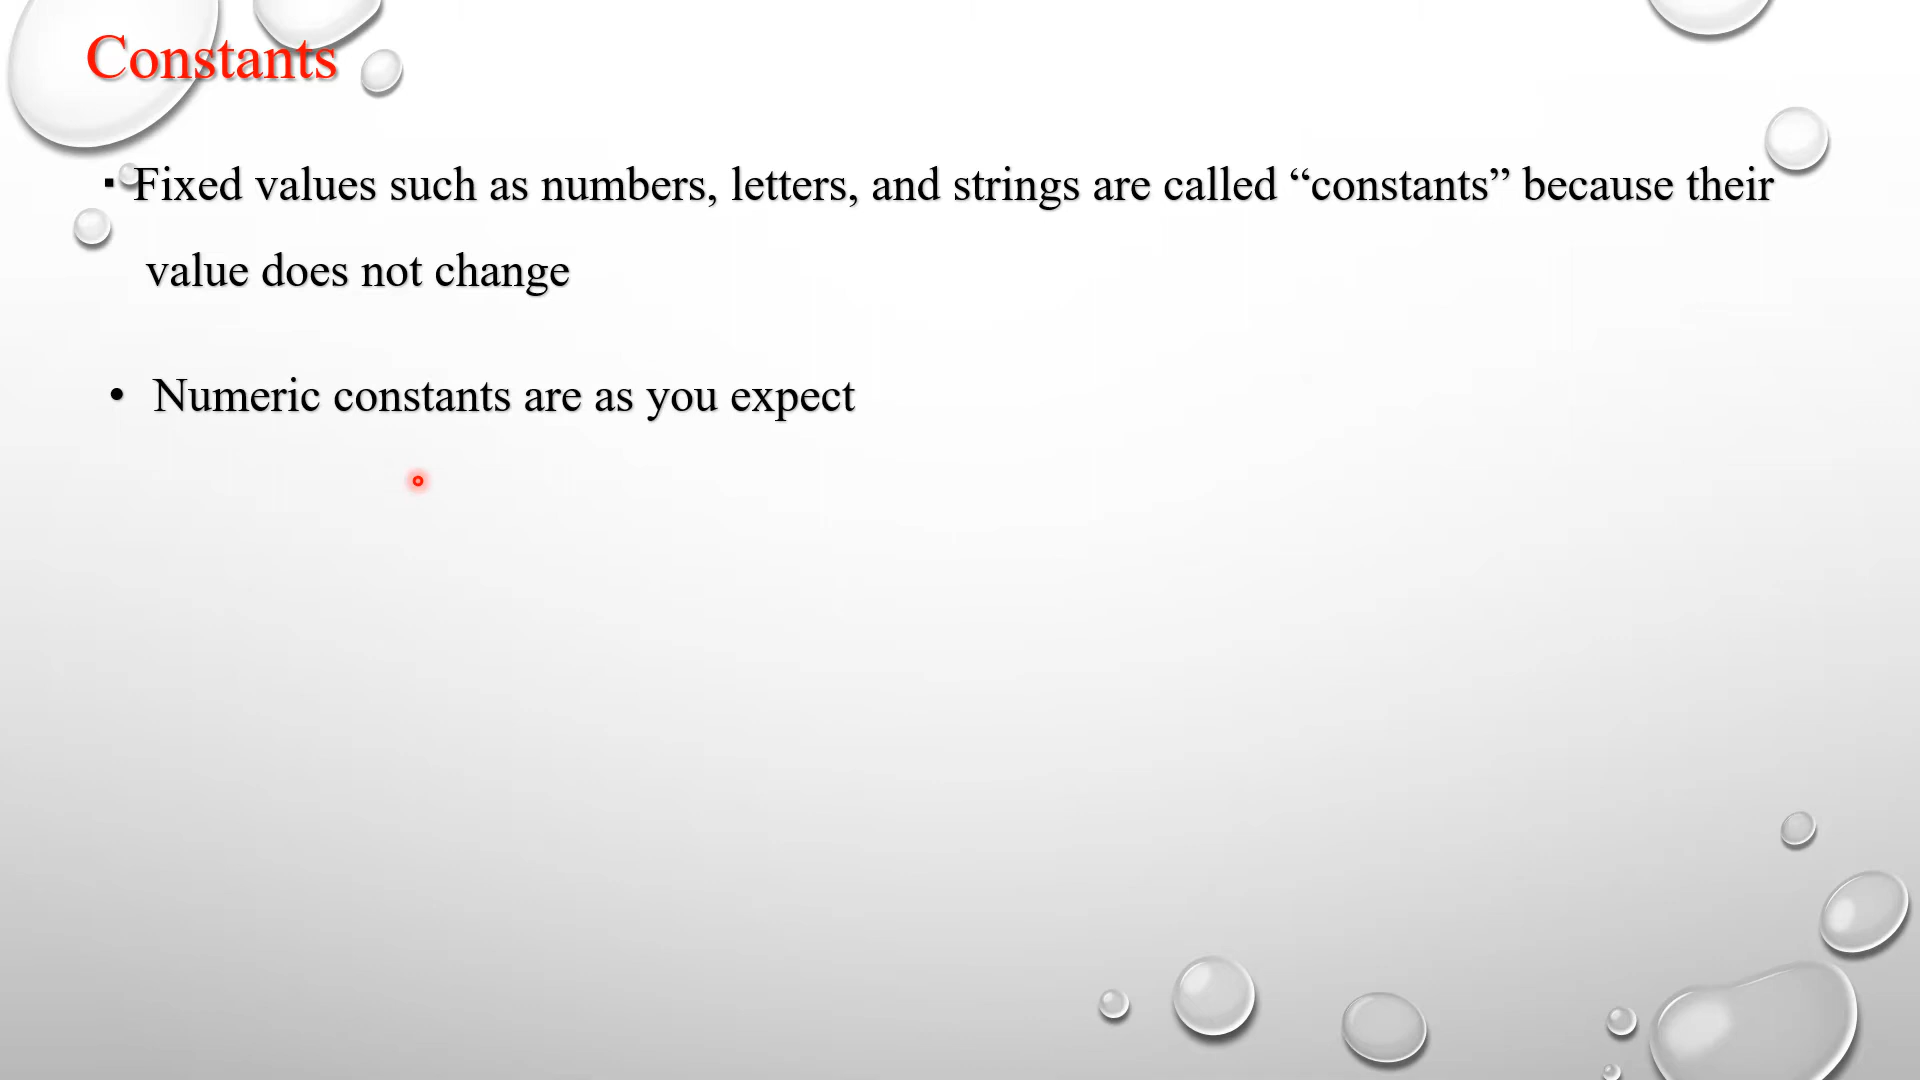 Constants
▪ Fixed values such as numbers, letters, and strings are called “constants” because their
value does not change
• Numeric constants are as you expect